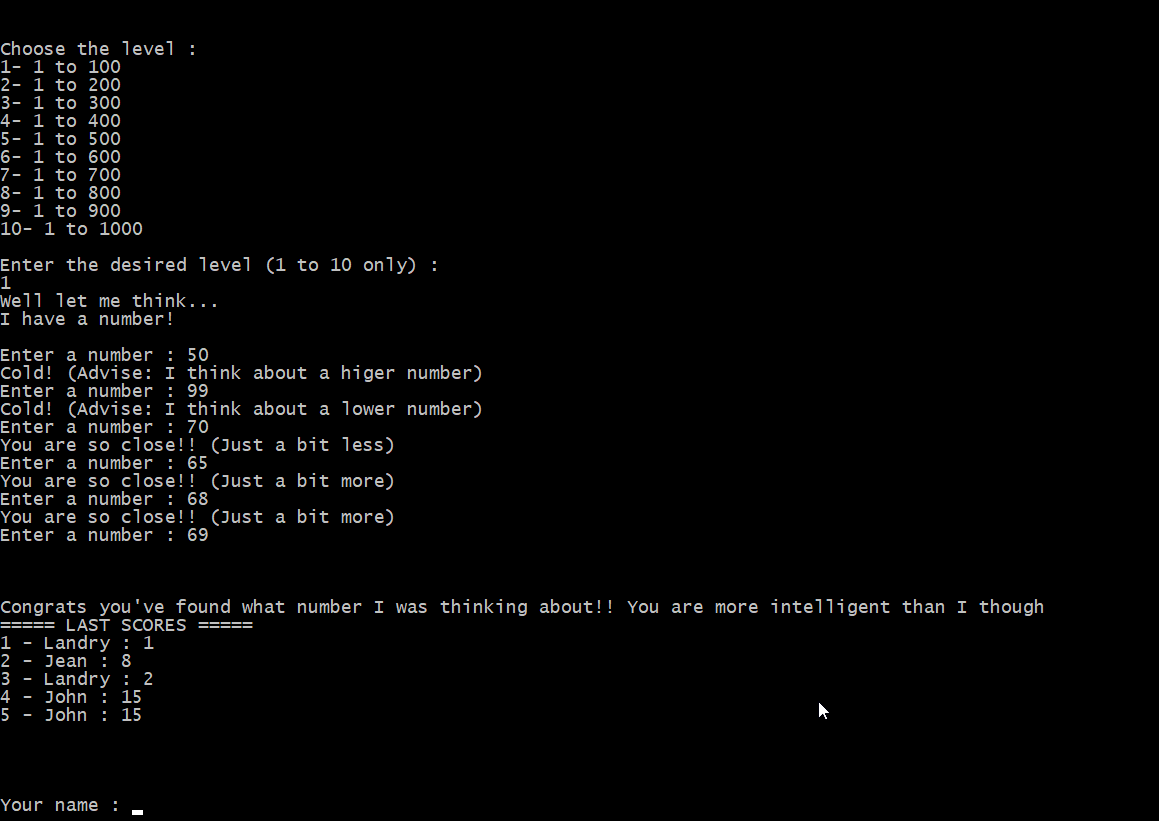 Choose the level :
1- 1 to 100
2- 1 to 200
3- 1 to 300
4- 1 to 400
5- 1 to 500
6- 1 to 600
7- 1 to 700
8- 1 to 800
9- 1 to 900
10- 1 to 1000
Enter the desired level (1 to 10 only) :
1
Well let me think...
I have a number!
Enter a number : 50
Cold! (Advise: I think about a higer number)
Enter a number : 99
Cold! (Advise: I think about a lower number)
Enter a number : 70
You are so close!! (Just a bit less)
Enter a number : 65
You are so close!! (Just a bit more)
Enter a number : 68
You are so close!! (Just a bit more)
Enter a number : 69
Congrats you've found what number I was thinking about!! You are more intelligent than I though
===== LAST SCORES =====
1 - Landry : 1
2 - Jean : 8
3 - Landry : 2
4 - John : 15
5 - John : 15
Your name :